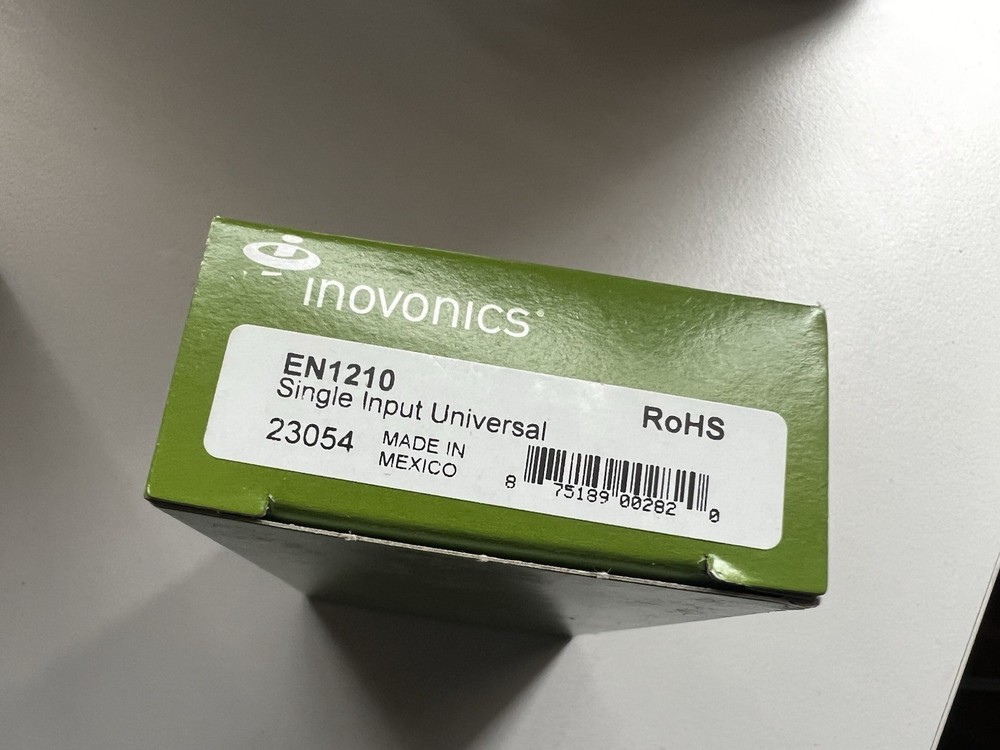 inovonics®
EN1210
Single Input Universal
RoHS
23054
MADE IN
MEXICO
8 75189 00282 0